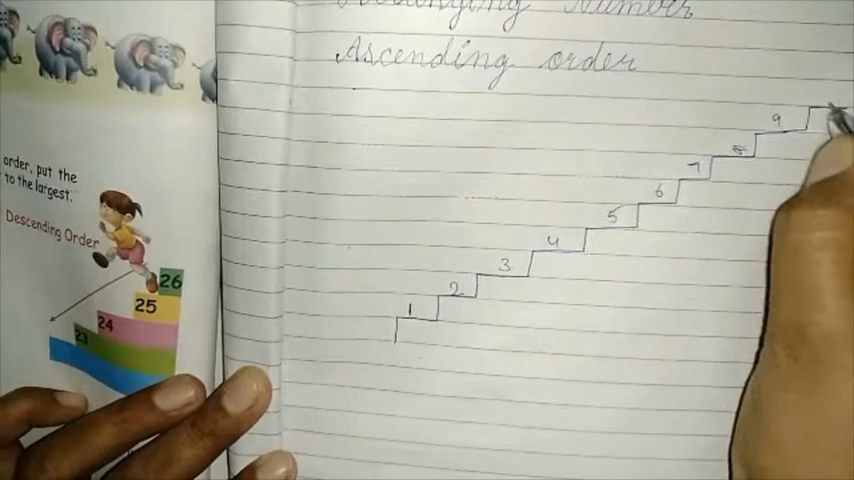 order, put the
to the largest.
Descending Order
26
25
24
23
Number
Ascending order
1 2 3 4 5 6 7 8 9